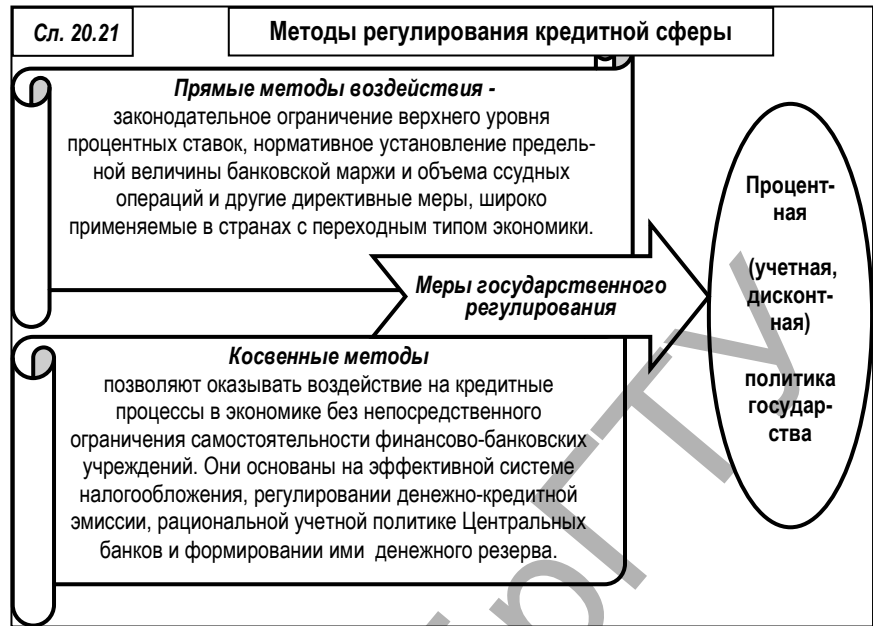 Сл. 20.21
Методы регулирования кредитной сферы
Прямые методы воздействия -
законодательное ограничение верхнего уровня
процентных ставок, нормативное установление предель-
ной величины банковской маржи и объема ссудных
операций и другие директивные меры, широко
применяемые в странах с переходным типом экономики.
Меры государственного
регулирования
Косвенные методы
позволяют оказывать воздействие на кредитные
процессы в экономике без непосредственного
ограничения самостоятельности финансово-банковских
учреждений. Они основаны на эффективной системе
налогообложения, регулировании денежно-кредитной
эмиссии, рациональной учетной политике Центральных
банков и формировании ими денежного резерва.
Процент-
ная
(учетная,
дисконт-
ная)
политика
государ-
ства
рГТУ